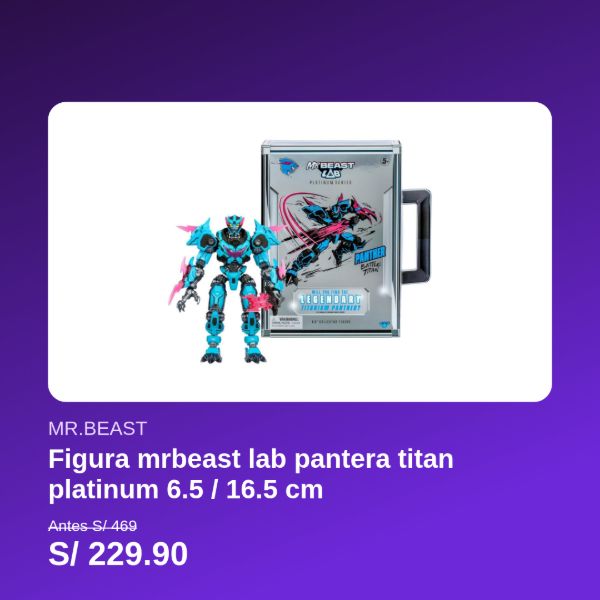 MRBEAST
LAB
PLATINUM SERIES
5+
PANTHER
BATTLE
TITAN
WILL YOU FIND THE
LEGENDARY
TITANIUM PANTHER?
WARNING:
MR.BEAST
Figura mrbeast lab pantera titan
platinum 6.5 / 16.5 cm
Antes S/ 469
S/ 229.90